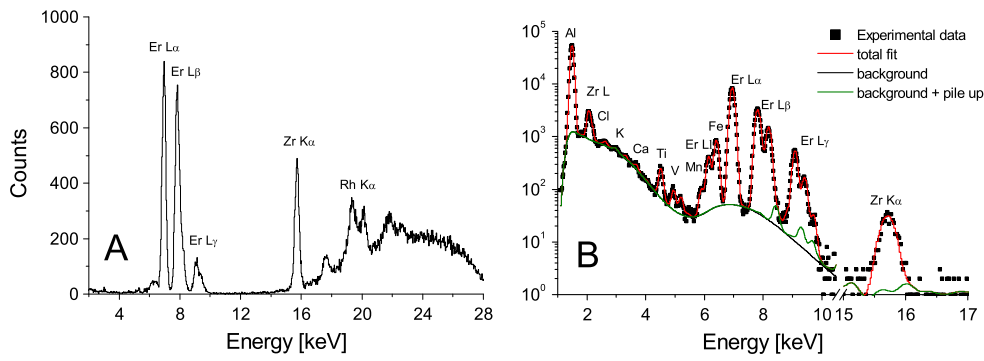 1000
800
600
400
200
0
Counts
Er Lα
Er Lβ
Er Lγ
Zr Kα
Rh Kα
A
4 8 12 16 20 24 28
Energy [keV]
10⁵
10⁴
10³
10²
10¹
10⁰
Experimental data
total fit
background
background + pile up
Al
Zr L
Cl
K
Ca
Ti
V
Mn
Er Ll
Fe
Er Lα
Er Lβ
Er Lγ
Zr Kα
B
2 4 6 8 10 15 16 17
Energy [keV]